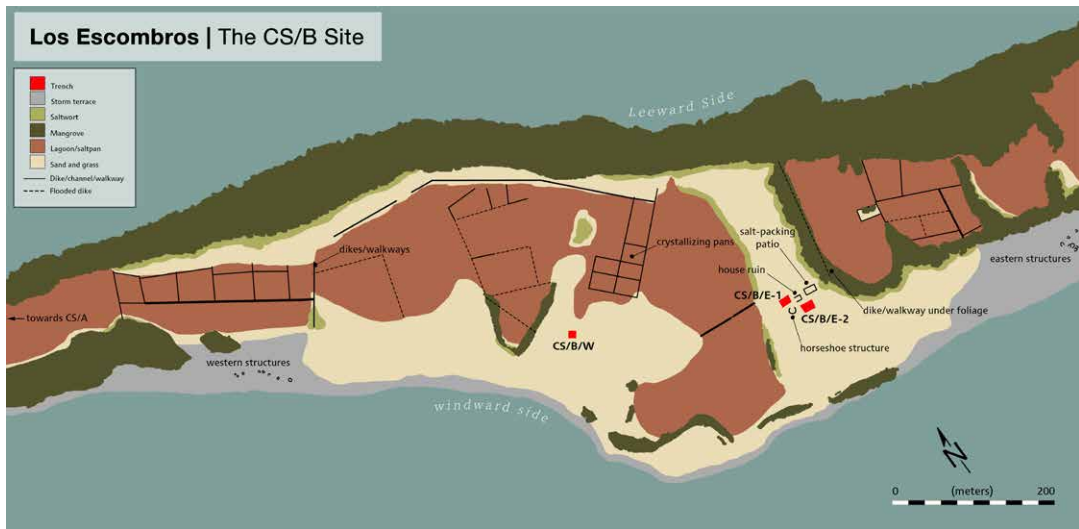 Los Escombros | The CS/B Site
Trench
Storm terrace
Saltwort
Mangrove
Lagoon/saltpan
Sand and grass
Dike/channel/walkway
Flooded dike
Leeward Side
salt-packing
patio
dikes/walkways
crystallizing pans
house ruin
eastern structures
CS/B/E-1
CS/B/E-2
dike/walkway under foliage
towards CS/A
CS/B/W
horseshoe structure
western structures
windward side
N
0 (meters) 200